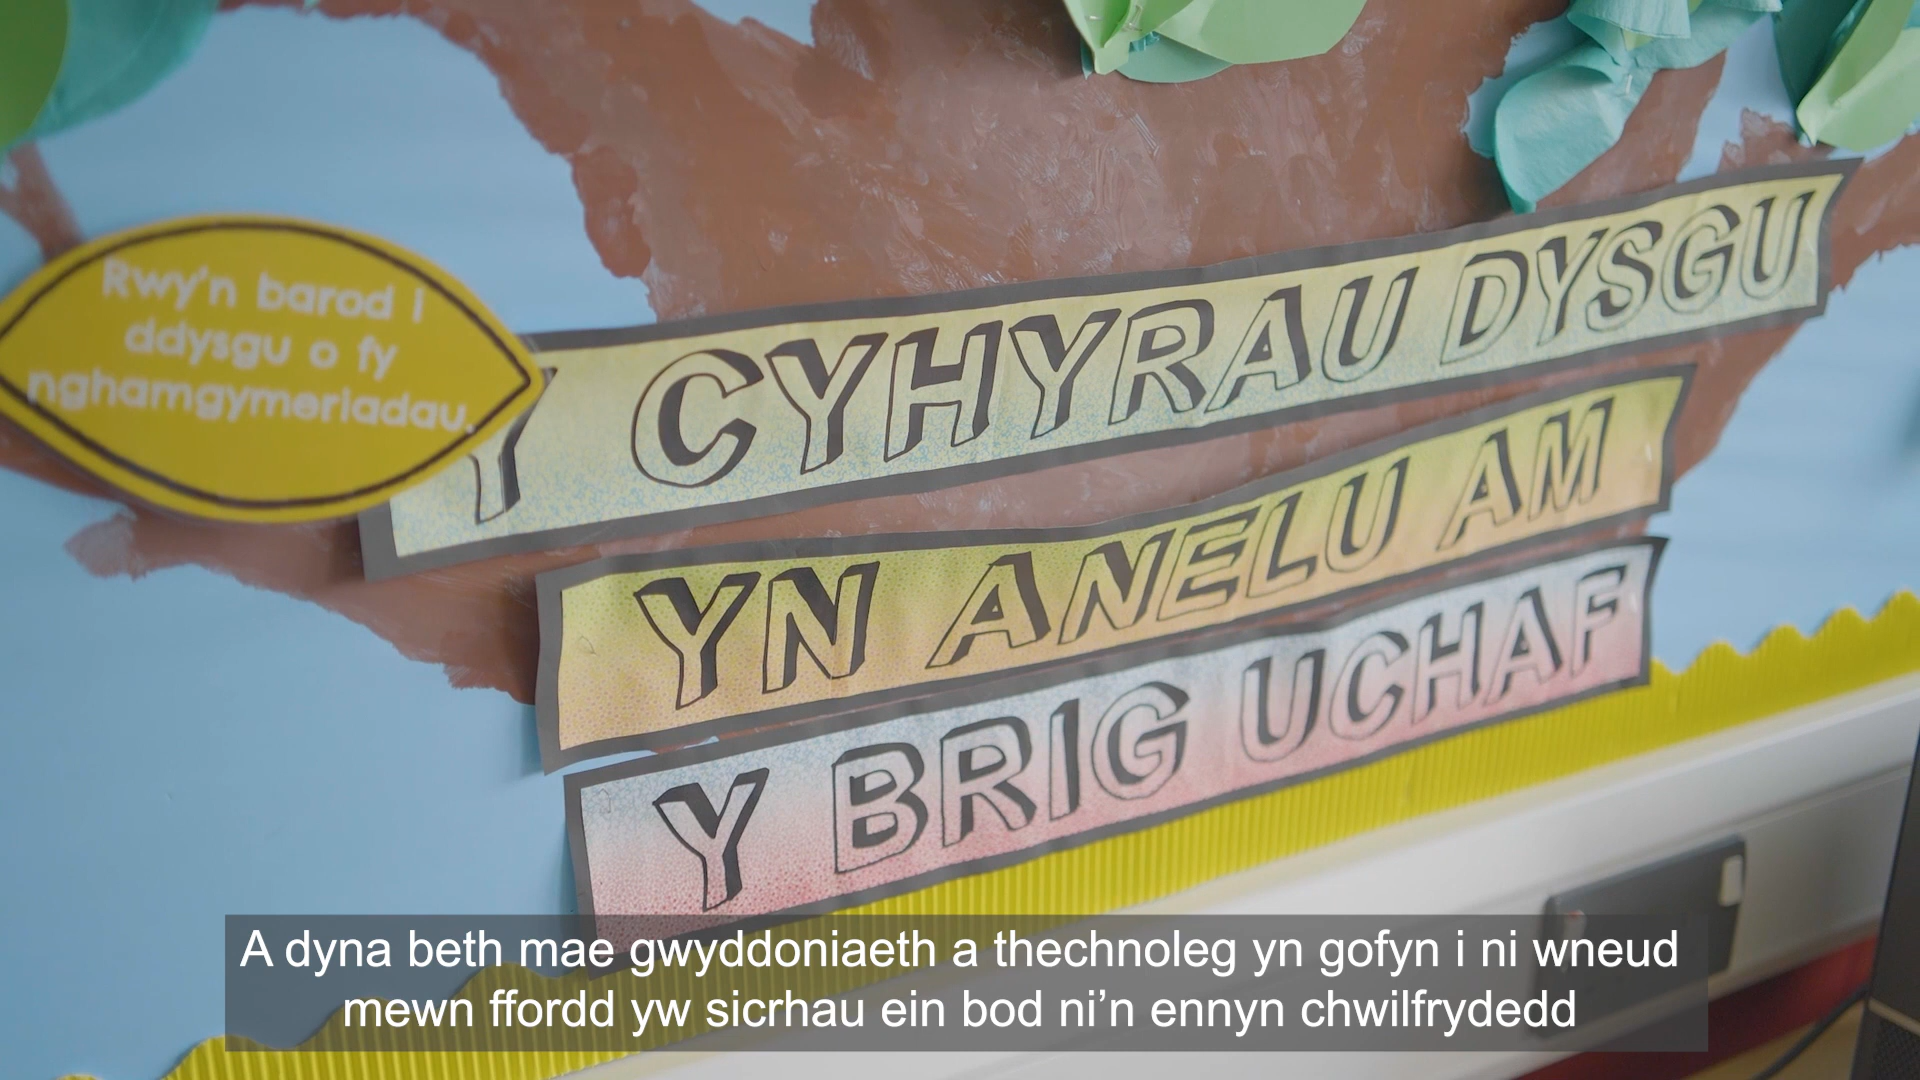 Rwy'n barod i
ddysgu o fy
nghamgymeriadau.
Y CYHYRAU DYSGU
YN ANELU AM
Y BRIG UCHAF
A dyna beth mae gwyddoniaeth a thechnoleg yn gofyn i ni wneud
mewn ffordd yw sicrhau ein bod ni’n ennyn chwilfrydedd